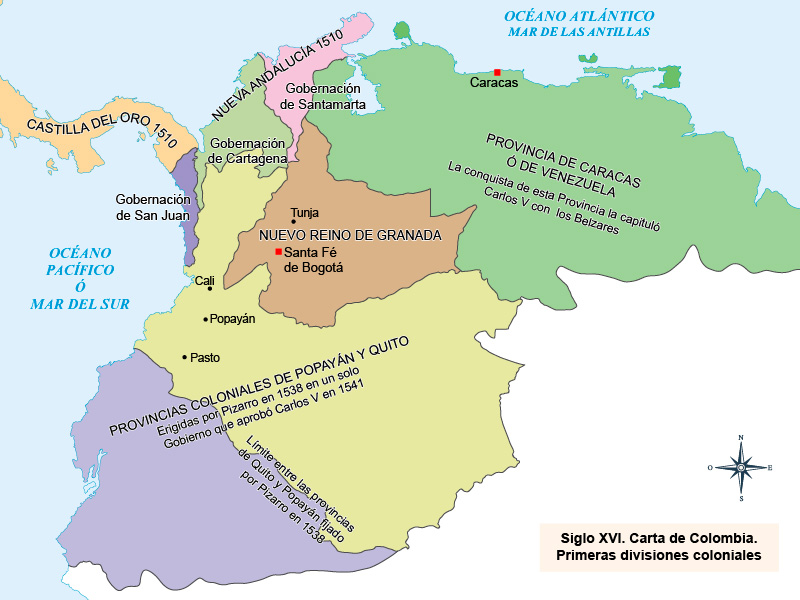 OCÉANO ATLÁNTICO
MAR DE LAS ANTILLAS
NUEVA ANDALUCÍA 1510
Caracas
Gobernación
de Santamarta
CASTILLA DEL ORO 1510
Gobernación
de Cartagena
PROVINCIA DE CARACAS
Ó DE VENEZUELA
La conquista de esta Provincia la capituló
Carlos V con los Belzares
Gobernación
de San Juan
Tunja
NUEVO REINO DE GRANADA
Santa Fé
de Bogotá
OCÉANO
PACÍFICO
Ó
MAR DEL SUR
Cali
Popayán
Pasto
PROVINCIAS COLONIALES DE POPAYÁN Y QUITO
Erigidas por Pizarro en 1538 en un solo
Gobierno que aprobó Carlos V en 1541
Límite entre las provincias
de Quito y Popayán fijado
por Pizarro en 1538
N
O
E
S
Siglo XVI. Carta de Colombia.
Primeras divisiones coloniales